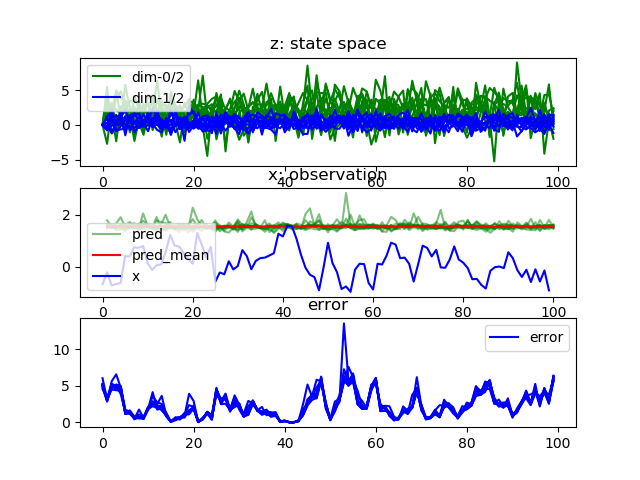 z: state space
dim-0/2
dim-1/2
5
0
−5
0 20 40 60 80 100
x: observation
2
0
pred
pred_mean
x
0 20 40 60 80 100
error
error
10
5
0
0 20 40 60 80 100